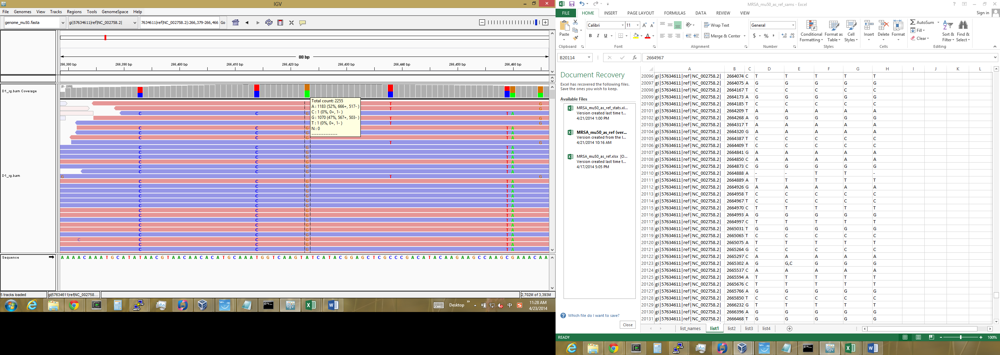 IGV
File Genomes View Tracks Regions Tools GenomeSpace Help
genome_mu50.fasta gi|57634611|ref|NC_002758.2| 7634611|ref|NC_002758.2|:266,379-266,466 Go
88 bp
266,380 bp 266,390 bp 266,400 bp 266,410 bp 266,420 bp 266,430 bp 266,440 bp 266,450 bp 266,460 bp
[0 - 2255]
D1_rg.bam Coverage
Total count: 2255
A : 1183 (52%, 666+, 517- )
C : 1 (0%, 0+, 1- )
G : 1070 (47%, 567+, 503- )
T : 1 (0%, 0+, 1- )
N : 0
---------------
T G
T G
C C G T A
T G
T G
C C G T A
C C G T A
C C G T A
T G
C C G T A
C C G T A
C C G T A
C C G T A
C C G T A
C C G T A
D1_rg.bam
G T G
C C G T A
C C G T A
C C G T A
C C G T A
C C G T A
C C G T A
C C G T A
C C G T A
C C G T A
C C G T A
C C G T A
C C G T A
C C C G T A
C C G T A
C C G T A
Sequence
A A A A C A A A T G C A T A T A A C G T A A C A A C A C A T G C A A A T G G T C A A G T A T C A T A C G G A G C T C G C C C G A C A T A C A A G A A G C C A A G C G A A A C A A
5 tracks loaded gi|57634611|ref|NC_002758.... 2,702M of 3,393M
Desktop
11:28 AM
4/23/2014
MRSA_mu50_as_ref_sams - Excel
FILE HOME INSERT PAGE LAYOUT FORMULAS DATA REVIEW VIEW Sign in
Calibri 11 Wrap Text General AutoSum
Paste B I U Merge & Center Conditional Formatting Format as Table Cell Styles Insert Delete Format Fill Clear Sort & Filter Find & Select
Clipboard Font Alignment Number Styles Cells Editing
B20114 2664967
Document Recovery
Excel has recovered the following files.
Save the ones you wish to keep.
Available Files
MRSA_mu50_as_ref_stats.xl...
Version created last time t...
4/21/2014 1:00 PM
MRSA_mu50_as_ref (ver...
Version created from the l...
4/21/2014 10:16 AM
MRSA_mu50_as_ref.xlsx [O...
Version created last time t...
4/17/2014 5:05 PM
Which file do I want to save?
Close
A B C D E F G H I J K L
20096 gi|57634611|ref|NC_002758.2| 2664074 C T T T T T
20097 gi|57634611|ref|NC_002758.2| 2664075 A G G G G G
20098 gi|57634611|ref|NC_002758.2| 2664167 T C C C C C
20099 gi|57634611|ref|NC_002758.2| 2664173 A G G G G G
20100 gi|57634611|ref|NC_002758.2| 2664185 T C C C C C
20101 gi|57634611|ref|NC_002758.2| 2664209 T A A A A A
20102 gi|57634611|ref|NC_002758.2| 2664268 A G G G G G
20103 gi|57634611|ref|NC_002758.2| 2664317 T A A A A A
20104 gi|57634611|ref|NC_002758.2| 2664320 G A A A A A
20105 gi|57634611|ref|NC_002758.2| 2664387 T C C C C C
20106 gi|57634611|ref|NC_002758.2| 2664409 T C C C C C
20107 gi|57634611|ref|NC_002758.2| 2664841 G A A A A A
20108 gi|57634611|ref|NC_002758.2| 2664850 C A A A A A
20109 gi|57634611|ref|NC_002758.2| 2664873 C G G G G G
20110 gi|57634611|ref|NC_002758.2| 2664888 A - - T T -
20111 gi|57634611|ref|NC_002758.2| 2664889 A T T T T T
20112 gi|57634611|ref|NC_002758.2| 2664926 G A A A A A
20113 gi|57634611|ref|NC_002758.2| 2664958 T C C C C C
20114 gi|57634611|ref|NC_002758.2| 2664967 T C C C C C
20115 gi|57634611|ref|NC_002758.2| 2664970 C T T T T T
20116 gi|57634611|ref|NC_002758.2| 2664993 A G G G G G
20117 gi|57634611|ref|NC_002758.2| 2664997 C T T T T T
20118 gi|57634611|ref|NC_002758.2| 2665031 T G G G G G
20119 gi|57634611|ref|NC_002758.2| 2665065 T C C C C C
20120 gi|57634611|ref|NC_002758.2| 2665075 A T T T T T
20121 gi|57634611|ref|NC_002758.2| 2665264 G C C C C C
20122 gi|57634611|ref|NC_002758.2| 2665297 C A A A A A
20123 gi|57634611|ref|NC_002758.2| 2665302 A G G,C G G G
20124 gi|57634611|ref|NC_002758.2| 2665537 C A A A A A
20125 gi|57634611|ref|NC_002758.2| 2665594 A T T T T T
20126 gi|57634611|ref|NC_002758.2| 2665676 C T T T T T
20127 gi|57634611|ref|NC_002758.2| 2665766 A G G G G G
20128 gi|57634611|ref|NC_002758.2| 2665850 T C C C C C
20129 gi|57634611|ref|NC_002758.2| 2666232 G T T T T T
20130 gi|57634611|ref|NC_002758.2| 2666396 A G G G G G
20131 gi|57634611|ref|NC_002758.2| 2666468 T G G G G G
list_names list1 list2 list3 list4
READY 100%